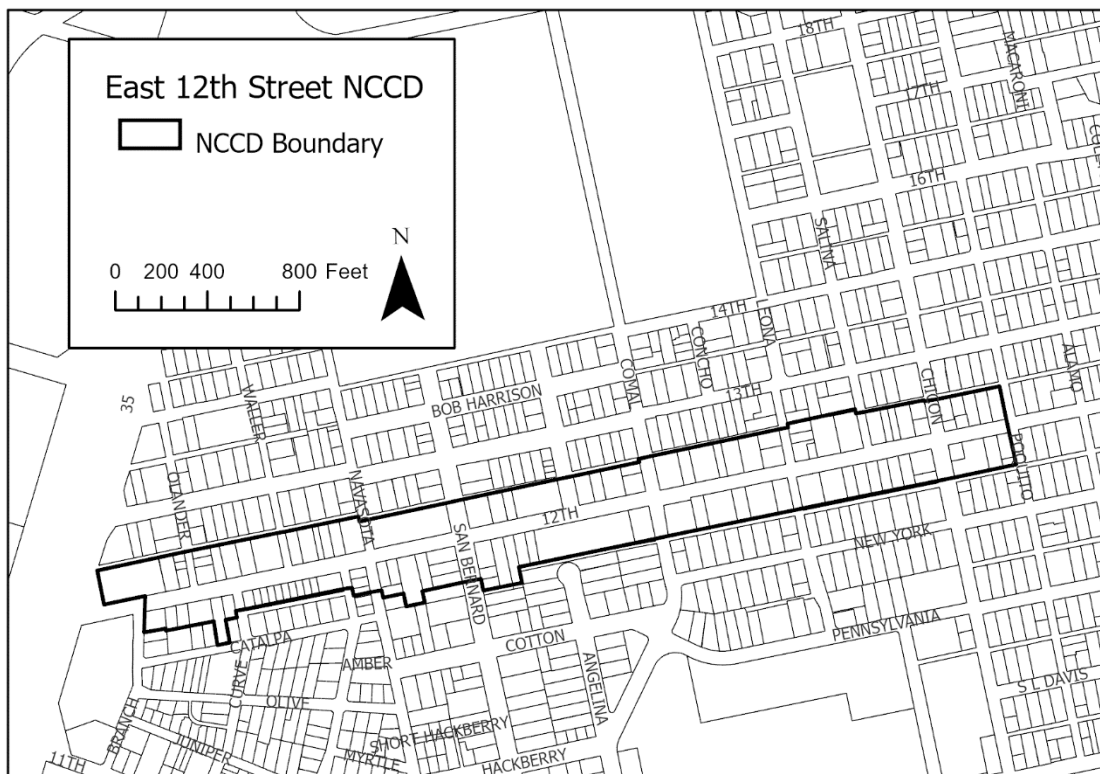 East 12th Street NCCD
NCCD Boundary
N
0 200 400 800 Feet
18TH
MACARONI
17TH
16TH
SALINA
14TH
LEONA
CONCHO
COMAL
ALAMO
35
WALLER
BOB HARRISON
13TH
CHICON
OLANDER
NAVASOTA
12TH
SAN BERNARD
POQUITO
NEW YORK
CATALPA
COTTON
PENNSYLVANIA
AMBER
CURVE
OLIVE
ANGELINA
S L DAVIS
BRANCH
JUNIPER
SHORT HACKBERRY
MYRTLE
HACKBERRY
11TH